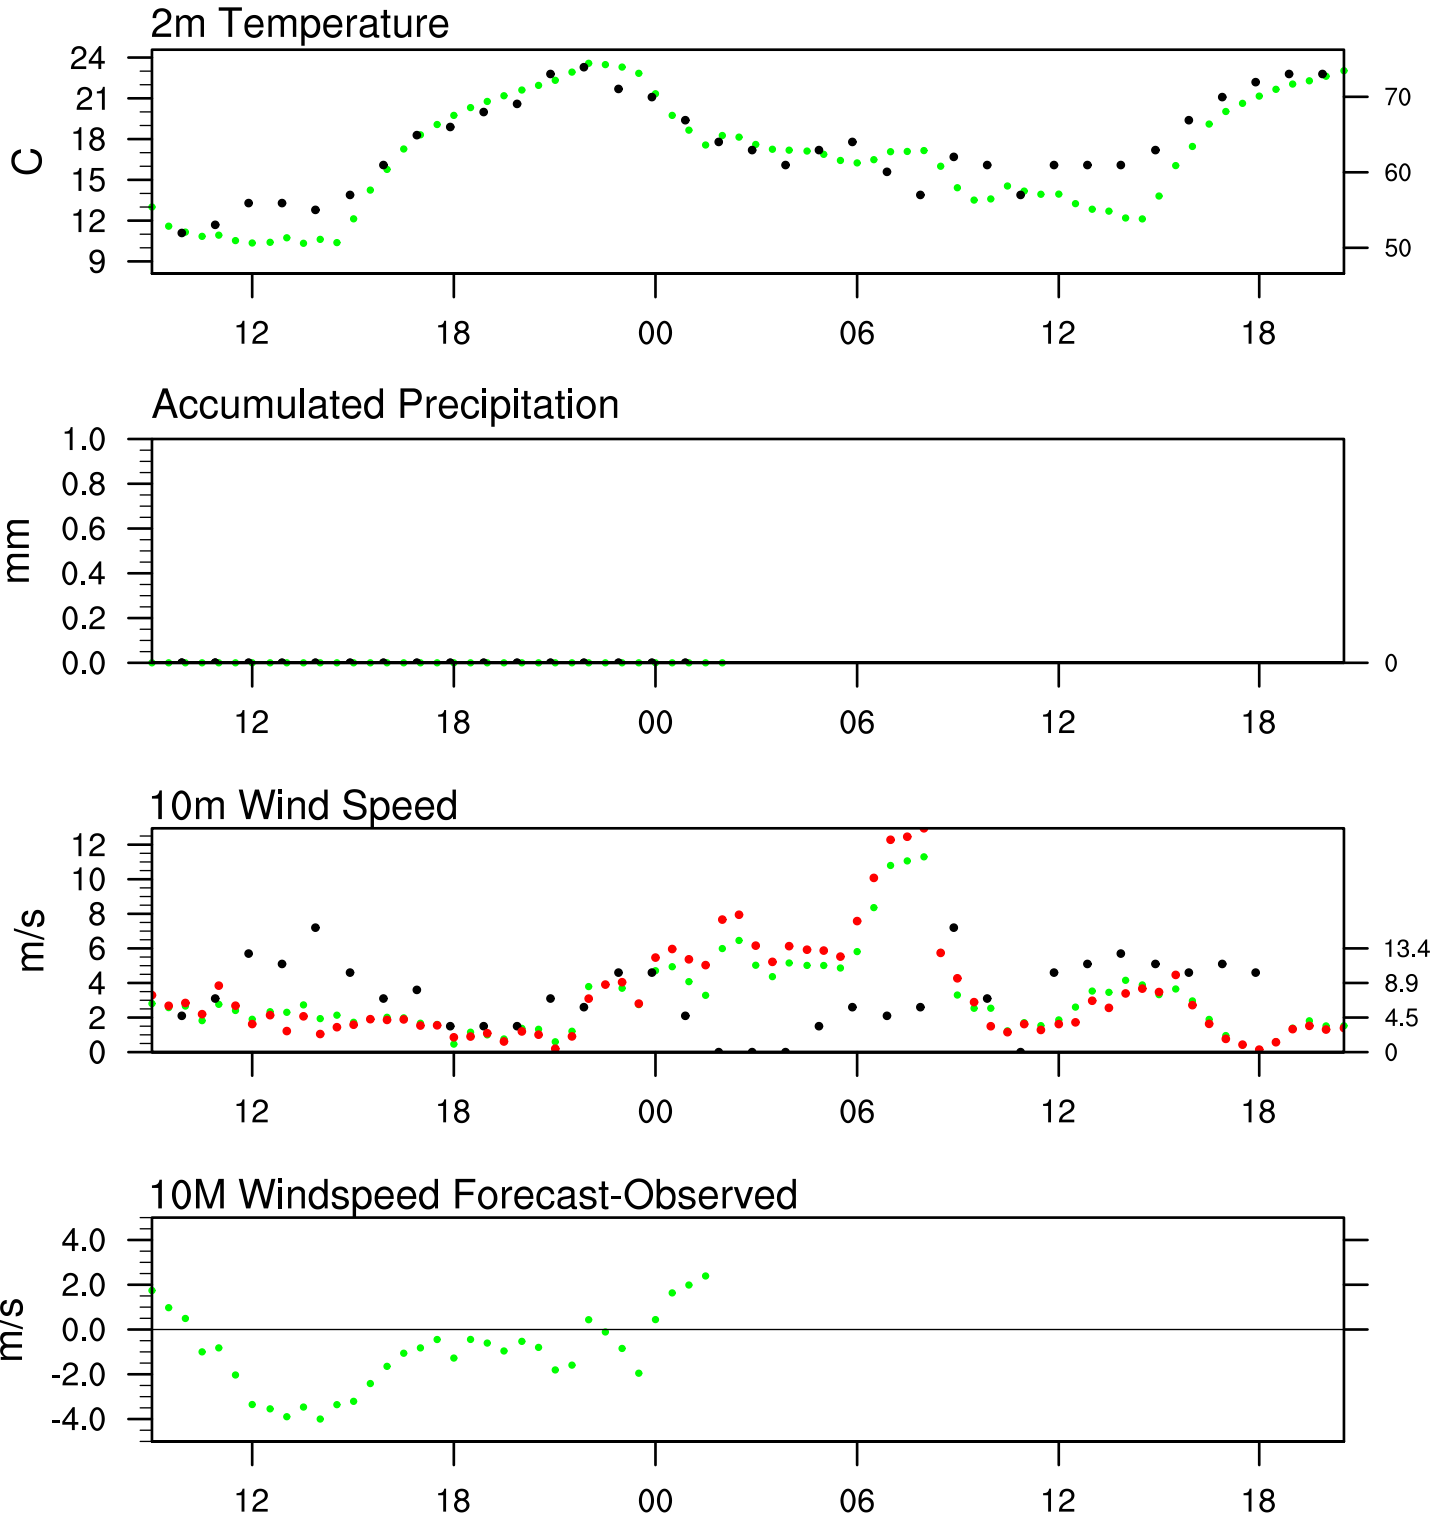 2m Temperature
24
21
18
15
12
9
C
70
60
50
12 18 00 06 12 18
Accumulated Precipitation
1.0
0.8
0.6
0.4
0.2
0.0
mm
0
12 18 00 06 12 18
10m Wind Speed
12
10
8
6
4
2
0
m/s
13.4
8.9
4.5
0
12 18 00 06 12 18
10M Windspeed Forecast-Observed
4.0
2.0
0.0
-2.0
-4.0
m/s
12 18 00 06 12 18